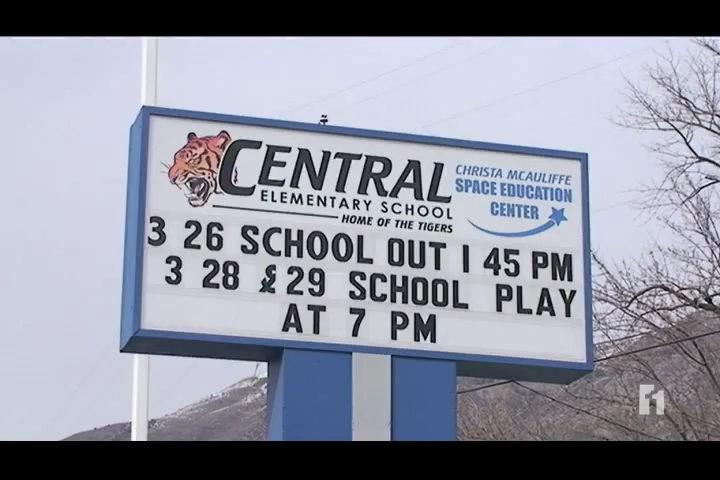 CENTRAL
ELEMENTARY SCHOOL
HOME OF THE TIGERS
CHRISTA MCAULIFFE
SPACE EDUCATION
CENTER
3 26 SCHOOL OUT 1 45 PM
3 28 & 29 SCHOOL PLAY
AT 7 PM